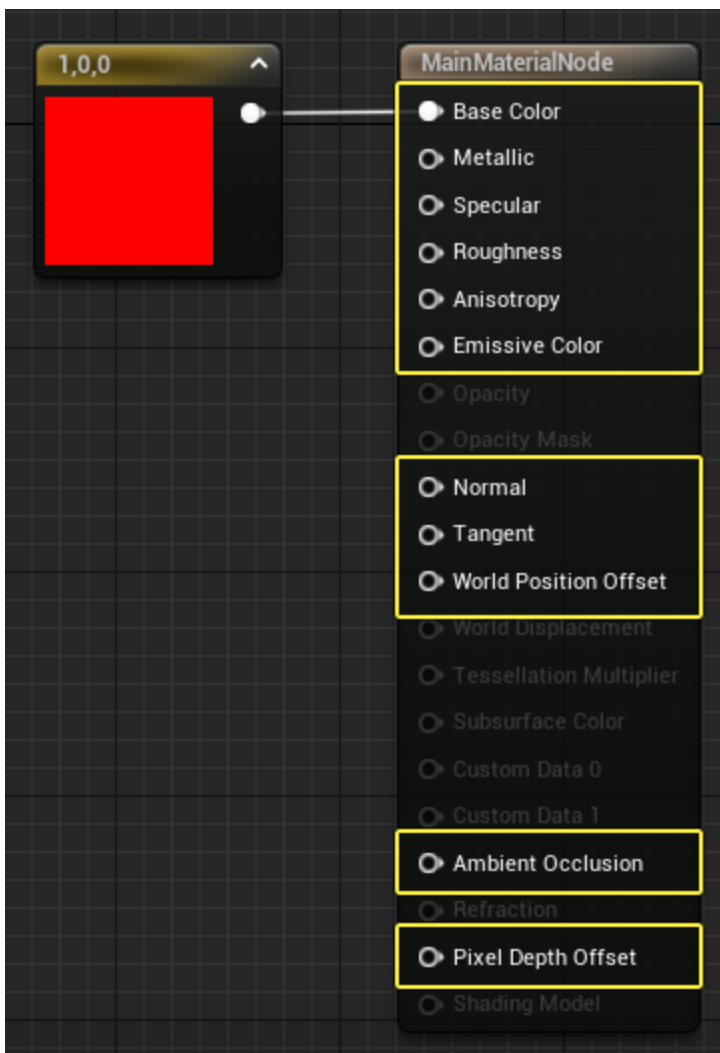 1,0,0
MainMaterialNode
Base Color
Metallic
Specular
Roughness
Anisotropy
Emissive Color
Opacity
Opacity Mask
Normal
Tangent
World Position Offset
World Displacement
Tessellation Multiplier
Subsurface Color
Custom Data 0
Custom Data 1
Ambient Occlusion
Refraction
Pixel Depth Offset
Shading Model